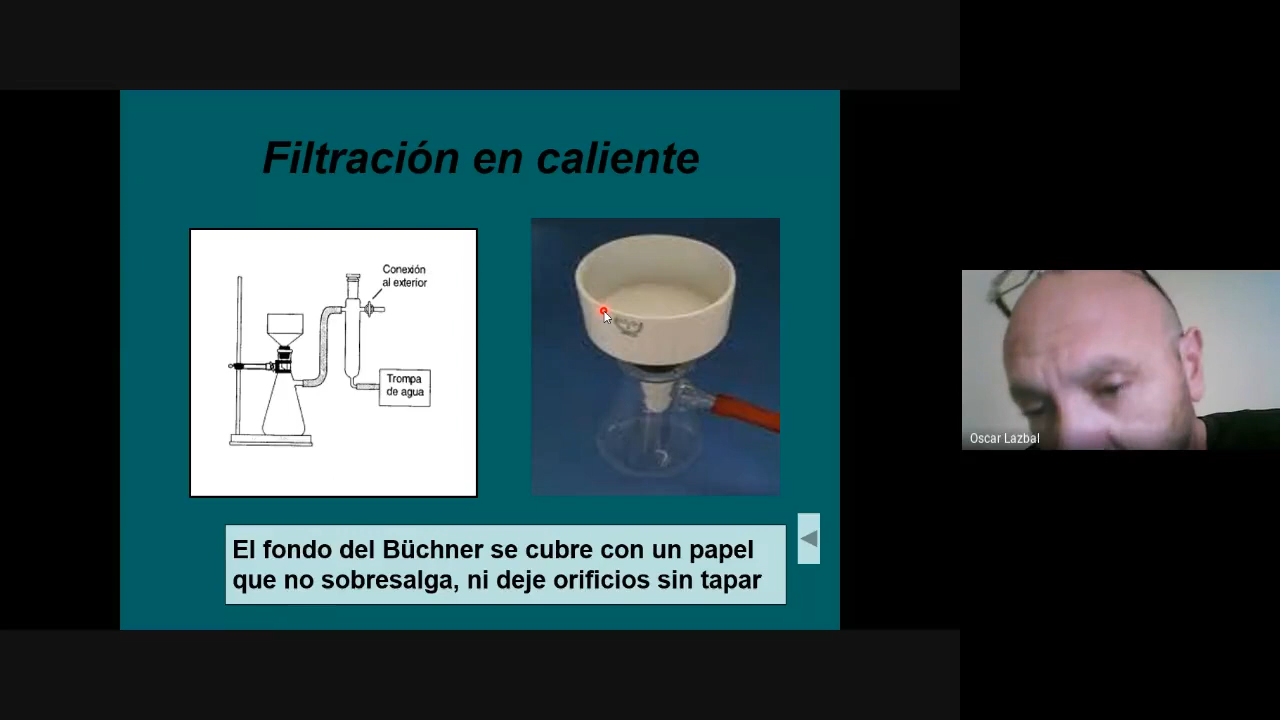 Filtración en caliente
Conexión
al exterior
Trompa
de agua
El fondo del Büchner se cubre con un papel
que no sobresalga, ni deje orificios sin tapar
Oscar Lazbal